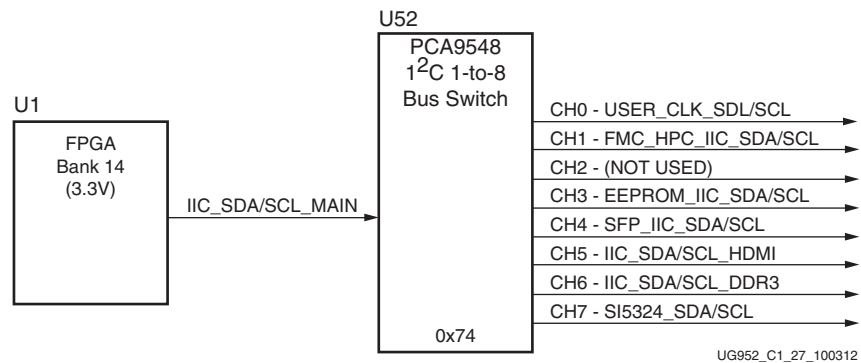 U52
PCA9548
1²C 1-to-8
Bus Switch
U1
FPGA
Bank 14
(3.3V)
IIC_SDA/SCL_MAIN
CH0 - USER_CLK_SDL/SCL
CH1 - FMC_HPC_IIC_SDA/SCL
CH2 - (NOT USED)
CH3 - EEPROM_IIC_SDA/SCL
CH4 - SFP_IIC_SDA/SCL
CH5 - IIC_SDA/SCL_HDMI
CH6 - IIC_SDA/SCL_DDR3
CH7 - SI5324_SDA/SCL
0x74
UG952_C1_27_100312